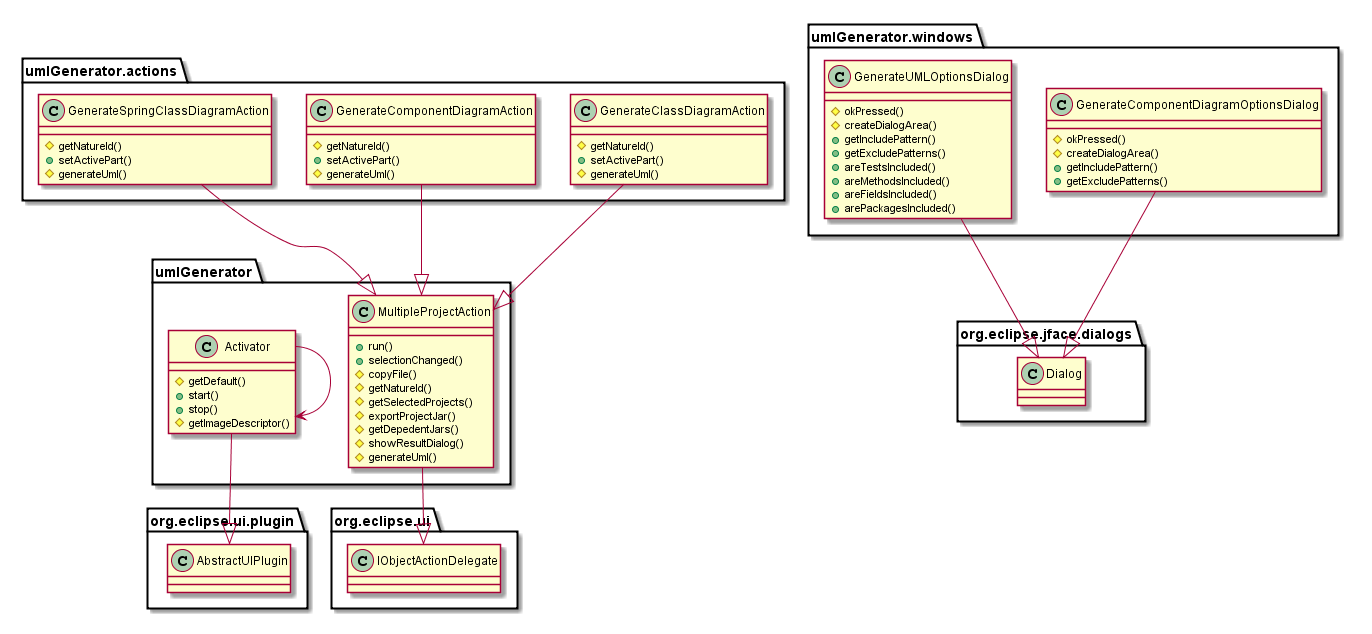 umlGenerator.actions
C GenerateSpringClassDiagramAction
getNatureId()
setActivePart()
generateUml()
C GenerateComponentDiagramAction
getNatureId()
setActivePart()
generateUml()
C GenerateClassDiagramAction
getNatureId()
setActivePart()
generateUml()
umlGenerator.windows
C GenerateUMLOptionsDialog
okPressed()
createDialogArea()
getIncludePattern()
getExcludePatterns()
areTestsIncluded()
areMethodsIncluded()
areFieldsIncluded()
arePackagesIncluded()
C GenerateComponentDiagramOptionsDialog
okPressed()
createDialogArea()
getIncludePattern()
getExcludePatterns()
umlGenerator
C Activator
getDefault()
start()
stop()
getImageDescriptor()
C MultipleProjectAction
run()
selectionChanged()
copyFile()
getNatureId()
getSelectedProjects()
exportProjectJar()
getDepedentJars()
showResultDialog()
generateUml()
org.eclipse.jface.dialogs
C Dialog
org.eclipse.ui.plugin
C AbstractUIPlugin
org.eclipse.ui
C IObjectActionDelegate